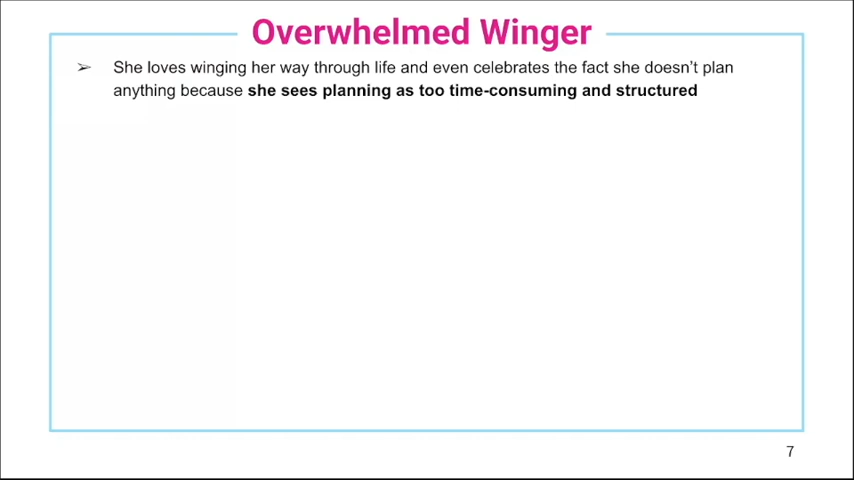 Overwhelmed Winger
➢ She loves winging her way through life and even celebrates the fact she doesn't plan
anything because she sees planning as too time-consuming and structured
7